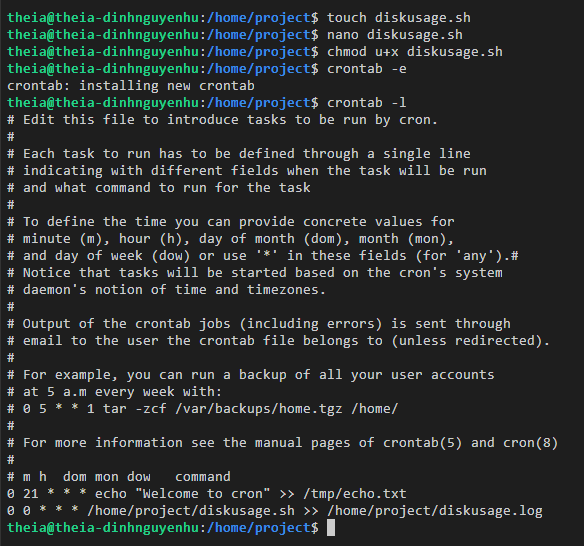 theia@theia-dinhnguyenhu:/home/project$ touch diskusage.sh
theia@theia-dinhnguyenhu:/home/project$ nano diskusage.sh
theia@theia-dinhnguyenhu:/home/project$ chmod u+x diskusage.sh
theia@theia-dinhnguyenhu:/home/project$ crontab -e
crontab: installing new crontab
theia@theia-dinhnguyenhu:/home/project$ crontab -l
# Edit this file to introduce tasks to be run by cron.
#
# Each task to run has to be defined through a single line
# indicating with different fields when the task will be run
# and what command to run for the task
#
# To define the time you can provide concrete values for
# minute (m), hour (h), day of month (dom), month (mon),
# and day of week (dow) or use '*' in these fields (for 'any').#
# Notice that tasks will be started based on the cron's system
# daemon's notion of time and timezones.
#
# Output of the crontab jobs (including errors) is sent through
# email to the user the crontab file belongs to (unless redirected).
#
# For example, you can run a backup of all your user accounts
# at 5 a.m every week with:
# 0 5 * * 1 tar -zcf /var/backups/home.tgz /home/
#
# For more information see the manual pages of crontab(5) and cron(8)
#
# m h  dom mon dow   command
0 21 * * * echo "Welcome to cron" >> /tmp/echo.txt
0 0 * * * /home/project/diskusage.sh >> /home/project/diskusage.log
theia@theia-dinhnguyenhu:/home/project$